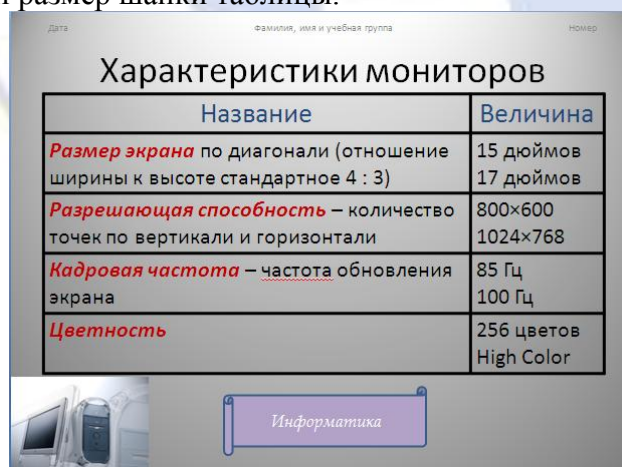 размер шапки таблицы.
Дата
Фамилия, имя и учебная группа
Номер
Характеристики мониторов
Название
Величина
Размер экрана по диагонали (отношение
ширины к высоте стандартное 4 : 3)
15 дюймов
17 дюймов
Разрешающая способность – количество
точек по вертикали и горизонтали
800×600
1024×768
Кадровая частота – частота обновления
экрана
85 Гц
100 Гц
Цветность
256 цветов
High Color
Информатика